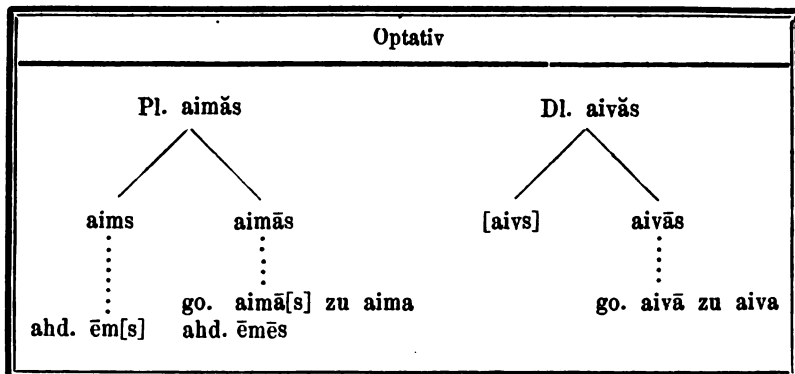 Optativ
Pl. aimăs Dl. aivăs
aims aimās [aivs] aivās
go. aimā[s] zu aima go. aivā zu aiva
ahd. ēm[s] ahd. ēmēs